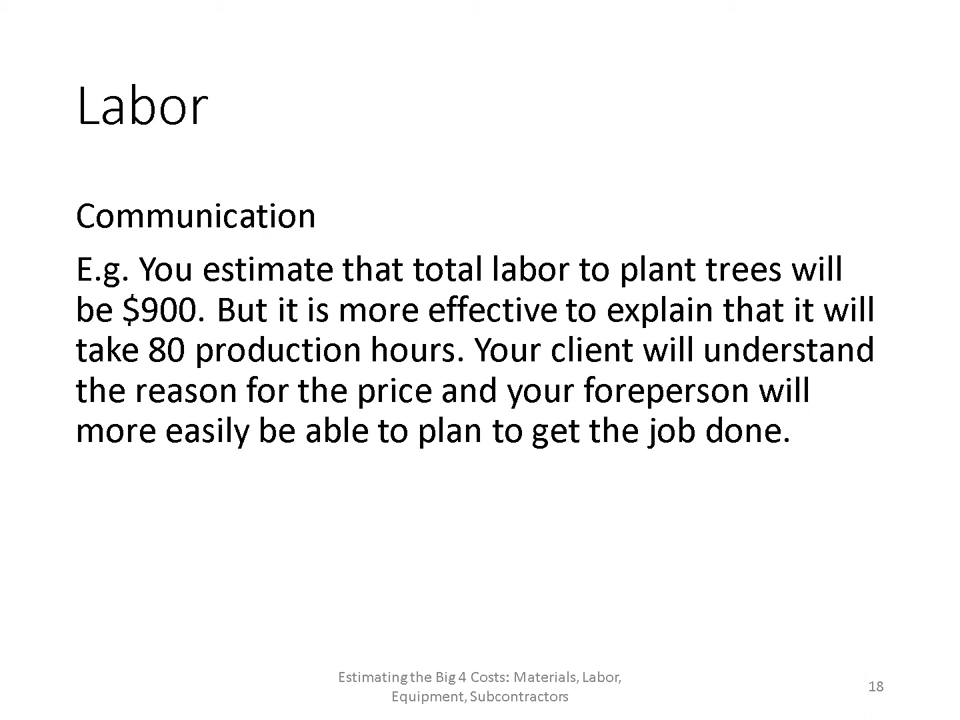 Labor
Communication
E.g. You estimate that total labor to plant trees will
be $900. But it is more effective to explain that it will
take 80 production hours. Your client will understand
the reason for the price and your foreperson will
more easily be able to plan to get the job done.
Estimating the Big 4 Costs: Materials, Labor,
Equipment, Subcontractors
18